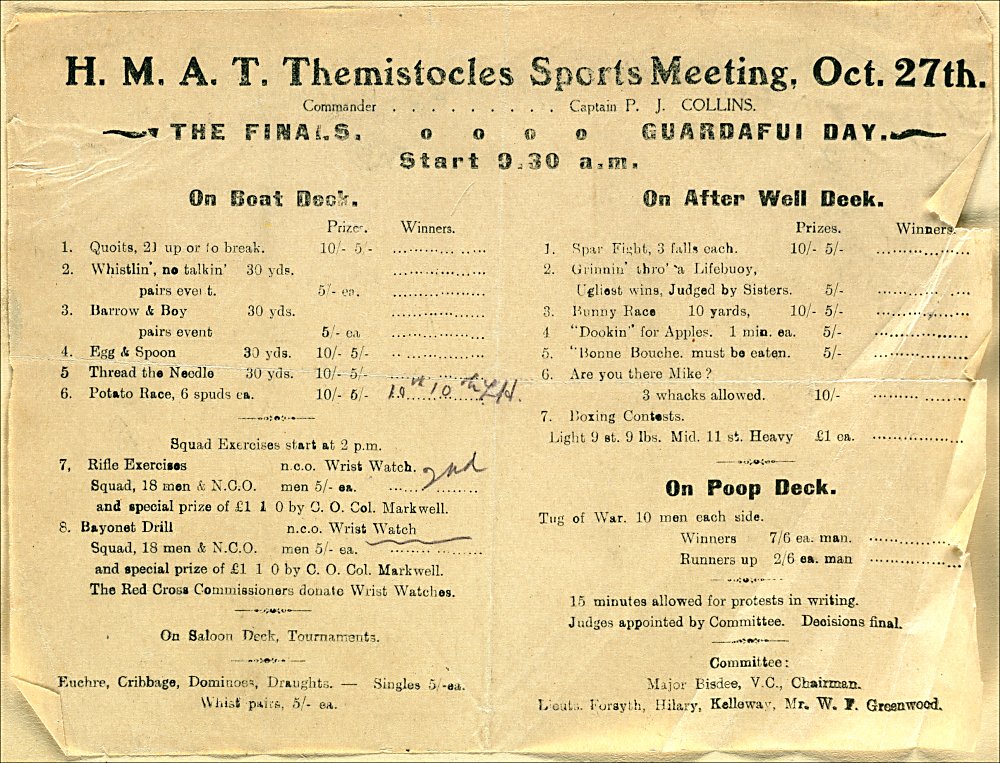 H. M. A. T. Themistocles Sports Meeting, Oct. 27th.
Commander . . . . . . . . . . Captain P. J. COLLINS.
THE FINALS. o o o o GUARDAFUI DAY.
Start 9.30 a.m.
On Boat Deck.
Prizes. Winners.
1. Quoits, 21 up or to break. 10/- 5/-
2. Whistlin', no talkin' 30 yds.
pairs event. 5/- ea.
3. Barrow & Boy 30 yds.
pairs event 5/- ea
4. Egg & Spoon 30 yds. 10/- 5/-
5 Thread the Needle 30 yds. 10/- 5/-
6. Potato Race, 6 spuds ea. 10/- 5/- 10th LH.
Squad Exercises start at 2 p.m.
7, Rifle Exercises n.c.o. Wrist Watch. 2nd
Squad, 18 men & N.C.O. men 5/- ea.
and special prize of £1 1 0 by C. O. Col. Markwell.
8. Bayonet Drill n.c.o. Wrist Watch
Squad, 18 men & N.C.O. men 5/- ea.
and special prize of £1 1 0 by C. O. Col. Markwell.
The Red Cross Commissioners donate Wrist Watches.
On Saloon Deck, Tournaments.
Euchre, Cribbage, Dominoes, Draughts. — Singles 5/-ea.
Whist pairs, 5/- ea.
On After Well Deck.
Prizes. Winners.
1. Spar Fight, 3 falls each. 10/- 5/-
2. Grinnin' thro' a Lifebuoy,
Ugliest wins, Judged by Sisters. 5/-
3. Bunny Race 10 yards, 10/- 5/-
4 "Dookin" for Apples. 1 min. ea. 5/-
5. "Bonne Bouche. must be eaten. 5/-
6. Are you there Mike?
3 whacks allowed. 10/-
7. Boxing Contests.
Light 9 st. 9 lbs. Mid. 11 st. Heavy £1 ea.
On Poop Deck.
Tug of War. 10 men each side.
Winners 7/6 ea. man.
Runners up 2/6 ea. man
15 minutes allowed for protests in writing.
Judges appointed by Committee. Decisions final.
Committee:
Major Bisdee, V.C., Chairman.
Lieuts. Forsyth, Hilary, Kelleway, Mr. W. F. Greenwood.